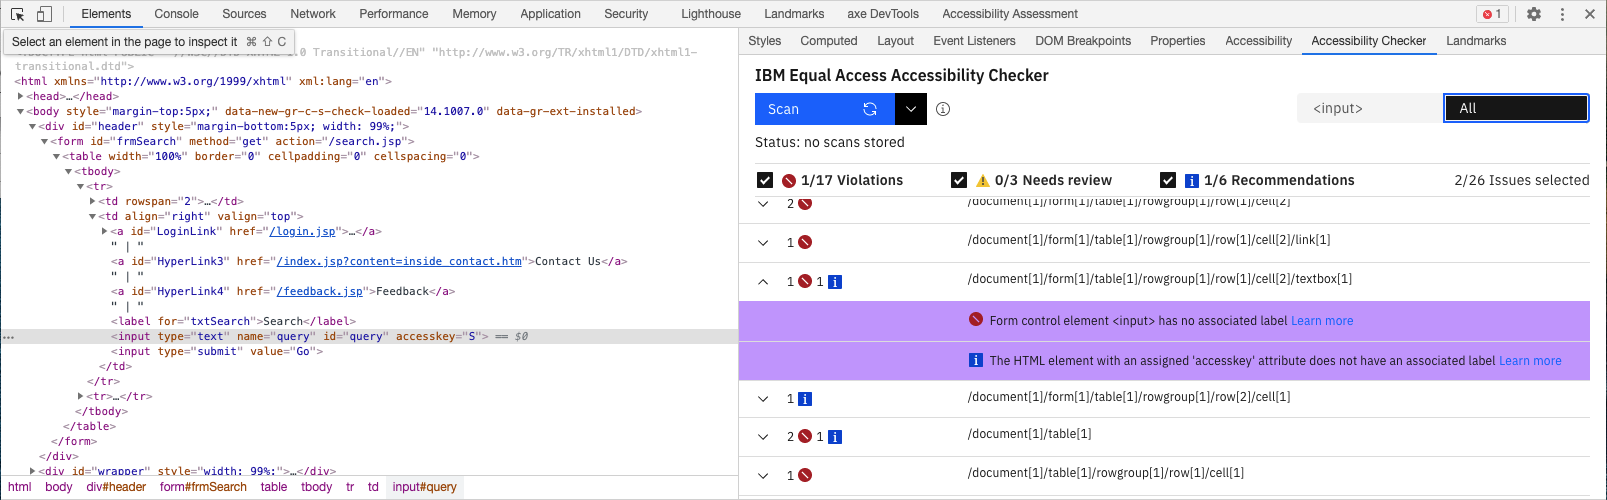 Elements Console Sources Network Performance Memory Application Security Lighthouse Landmarks axe DevTools Accessibility Assessment 1
Select an element in the page to inspect it ⌘ ⇧ C
1.0 Transitional//EN" "http://www.w3.org/TR/xhtml1/DTD/xhtml1-
transitional.dtd">
<html xmlns="http://www.w3.org/1999/xhtml" xml:lang="en">
<head>…</head>
<body style="margin-top:5px;" data-new-gr-c-s-check-loaded="14.1007.0" data-gr-ext-installed>
<div id="header" style="margin-bottom:5px; width: 99%;">
<form id="frmSearch" method="get" action="/search.jsp">
<table width="100%" border="0" cellpadding="0" cellspacing="0">
<tbody>
<tr>
<td rowspan="2">…</td>
<td align="right" valign="top">
<a id="LoginLink" href="/login.jsp">…</a>
" | "
<a id="HyperLink3" href="/index.jsp?content=inside_contact.htm">Contact Us</a>
" | "
<a id="HyperLink4" href="/feedback.jsp">Feedback</a>
" | "
<label for="txtSearch">Search</label>
<input type="text" name="query" id="query" accesskey="S"> == $0
<input type="submit" value="Go">
</td>
</tr>
<tr>…</tr>
</tbody>
</table>
</form>
</div>
<div id="wrapper" style="width: 99%;">…</div>
html body div#header form#frmSearch table tbody tr td input#query
Styles Computed Layout Event Listeners DOM Breakpoints Properties Accessibility Accessibility Checker Landmarks
IBM Equal Access Accessibility Checker
Scan <input> All
Status: no scans stored
1/17 Violations 0/3 Needs review 1/6 Recommendations 2/26 Issues selected
2 /document[1]/form[1]/table[1]/rowgroup[1]/row[1]/cell[2]
1 /document[1]/form[1]/table[1]/rowgroup[1]/row[1]/cell[2]/link[1]
1 1 /document[1]/form[1]/table[1]/rowgroup[1]/row[1]/cell[2]/textbox[1]
Form control element <input> has no associated label Learn more
The HTML element with an assigned 'accesskey' attribute does not have an associated label Learn more
1 /document[1]/form[1]/table[1]/rowgroup[1]/row[2]/cell[1]
2 1 /document[1]/table[1]
1 /document[1]/table[1]/rowgroup[1]/row[1]/cell[1]